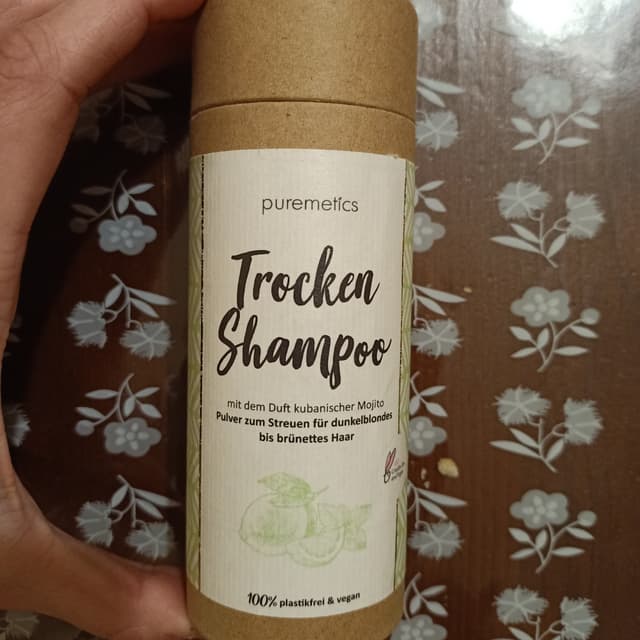 puremetics
Trocken
Shampoo
mit dem Duft kubanischer Mojito
Pulver zum Streuen für dunkelblondes
bis brünettes Haar
100% plastikfrei & vegan